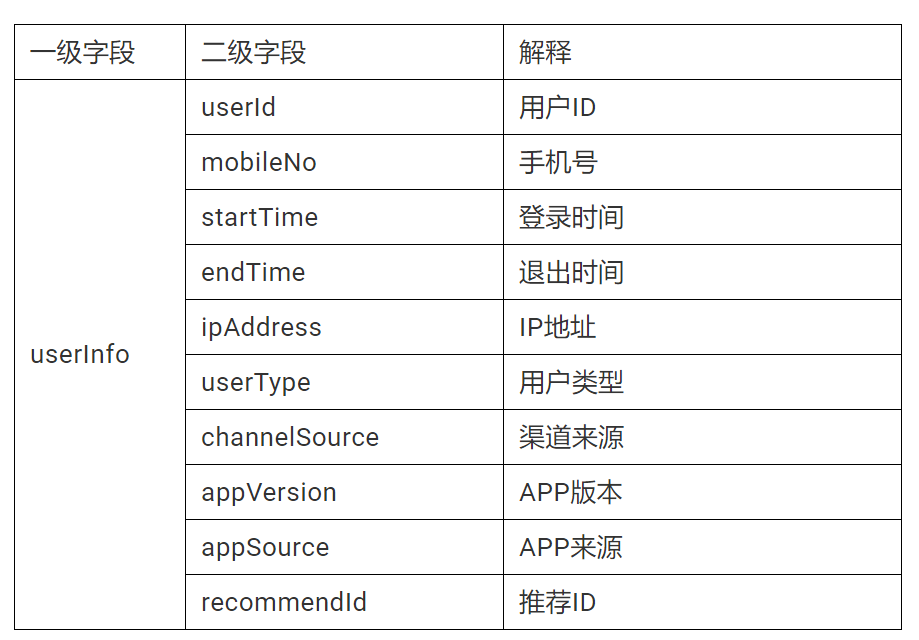 一级字段 二级字段 解释
userInfo
userId 用户ID
mobileNo 手机号
startTime 登录时间
endTime 退出时间
ipAddress IP地址
userType 用户类型
channelSource 渠道来源
appVersion APP版本
appSource APP来源
recommendId 推荐ID